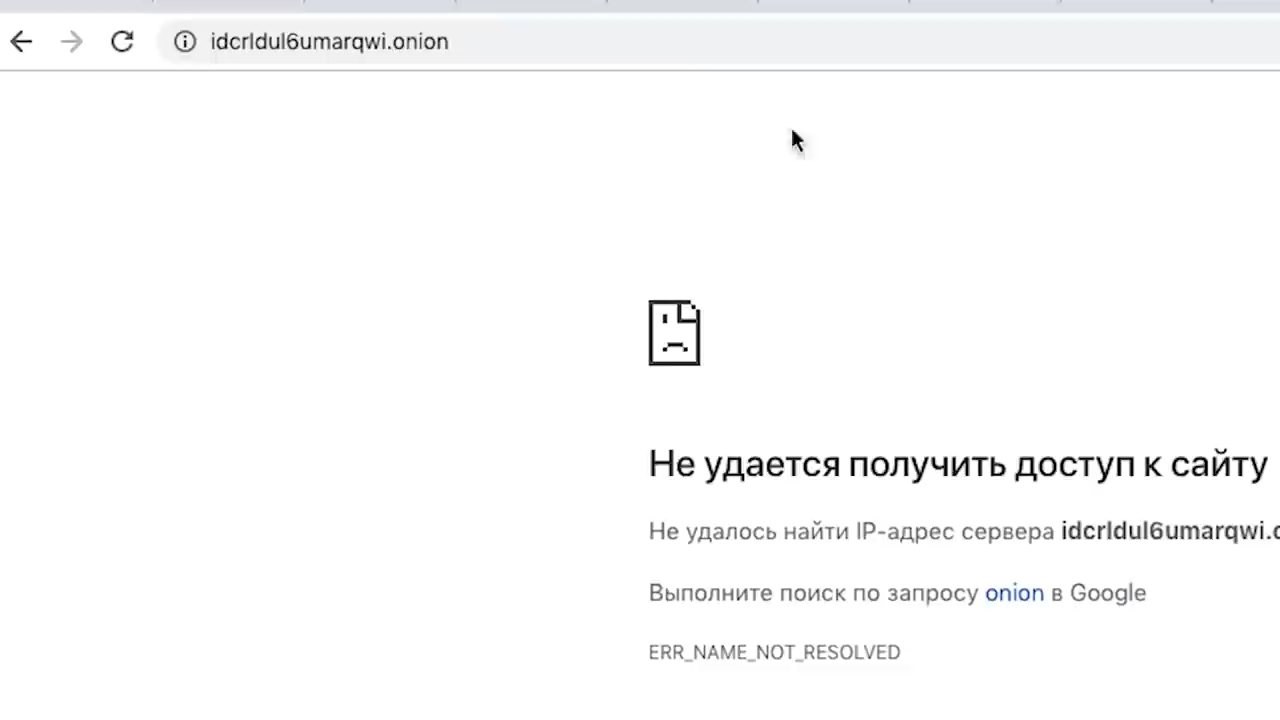 idcrldul6umarqwi.onion
Не удается получить доступ к сайту
Не удалось найти IP-адрес сервера idcrldul6umarqwi.
Выполните поиск по запросу onion в Google
ERR_NAME_NOT_RESOLVED